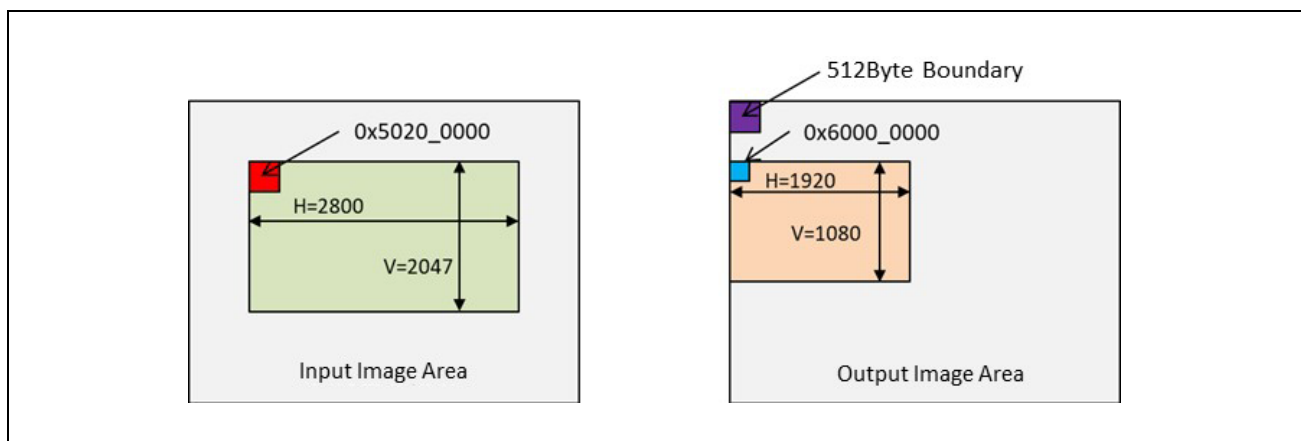 0x5020_0000
H=2800
V=2047
Input Image Area
512Byte Boundary
0x6000_0000
H=1920
V=1080
Output Image Area